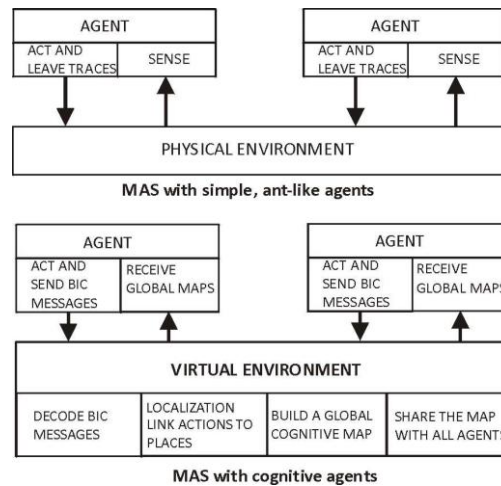 AGENT
AGENT
ACT AND
LEAVE TRACES
SENSE
ACT AND
LEAVE TRACES
SENSE
PHYSICAL ENVIRONMENT
MAS with simple, ant-like agents
AGENT
AGENT
ACT AND
SEND BIC
MESSAGES
RECEIVE
GLOBAL MAPS
ACT AND
SEND BIC
MESSAGES
RECEIVE
GLOBAL MAPS
VIRTUAL ENVIRONMENT
DECODE BIC
MESSAGES
LOCALIZATION
LINK ACTIONS TO
PLACES
BUILD A GLOBAL
COGNITIVE MAP
SHARE THE MAP
WITH ALL AGENTS
MAS with cognitive agents